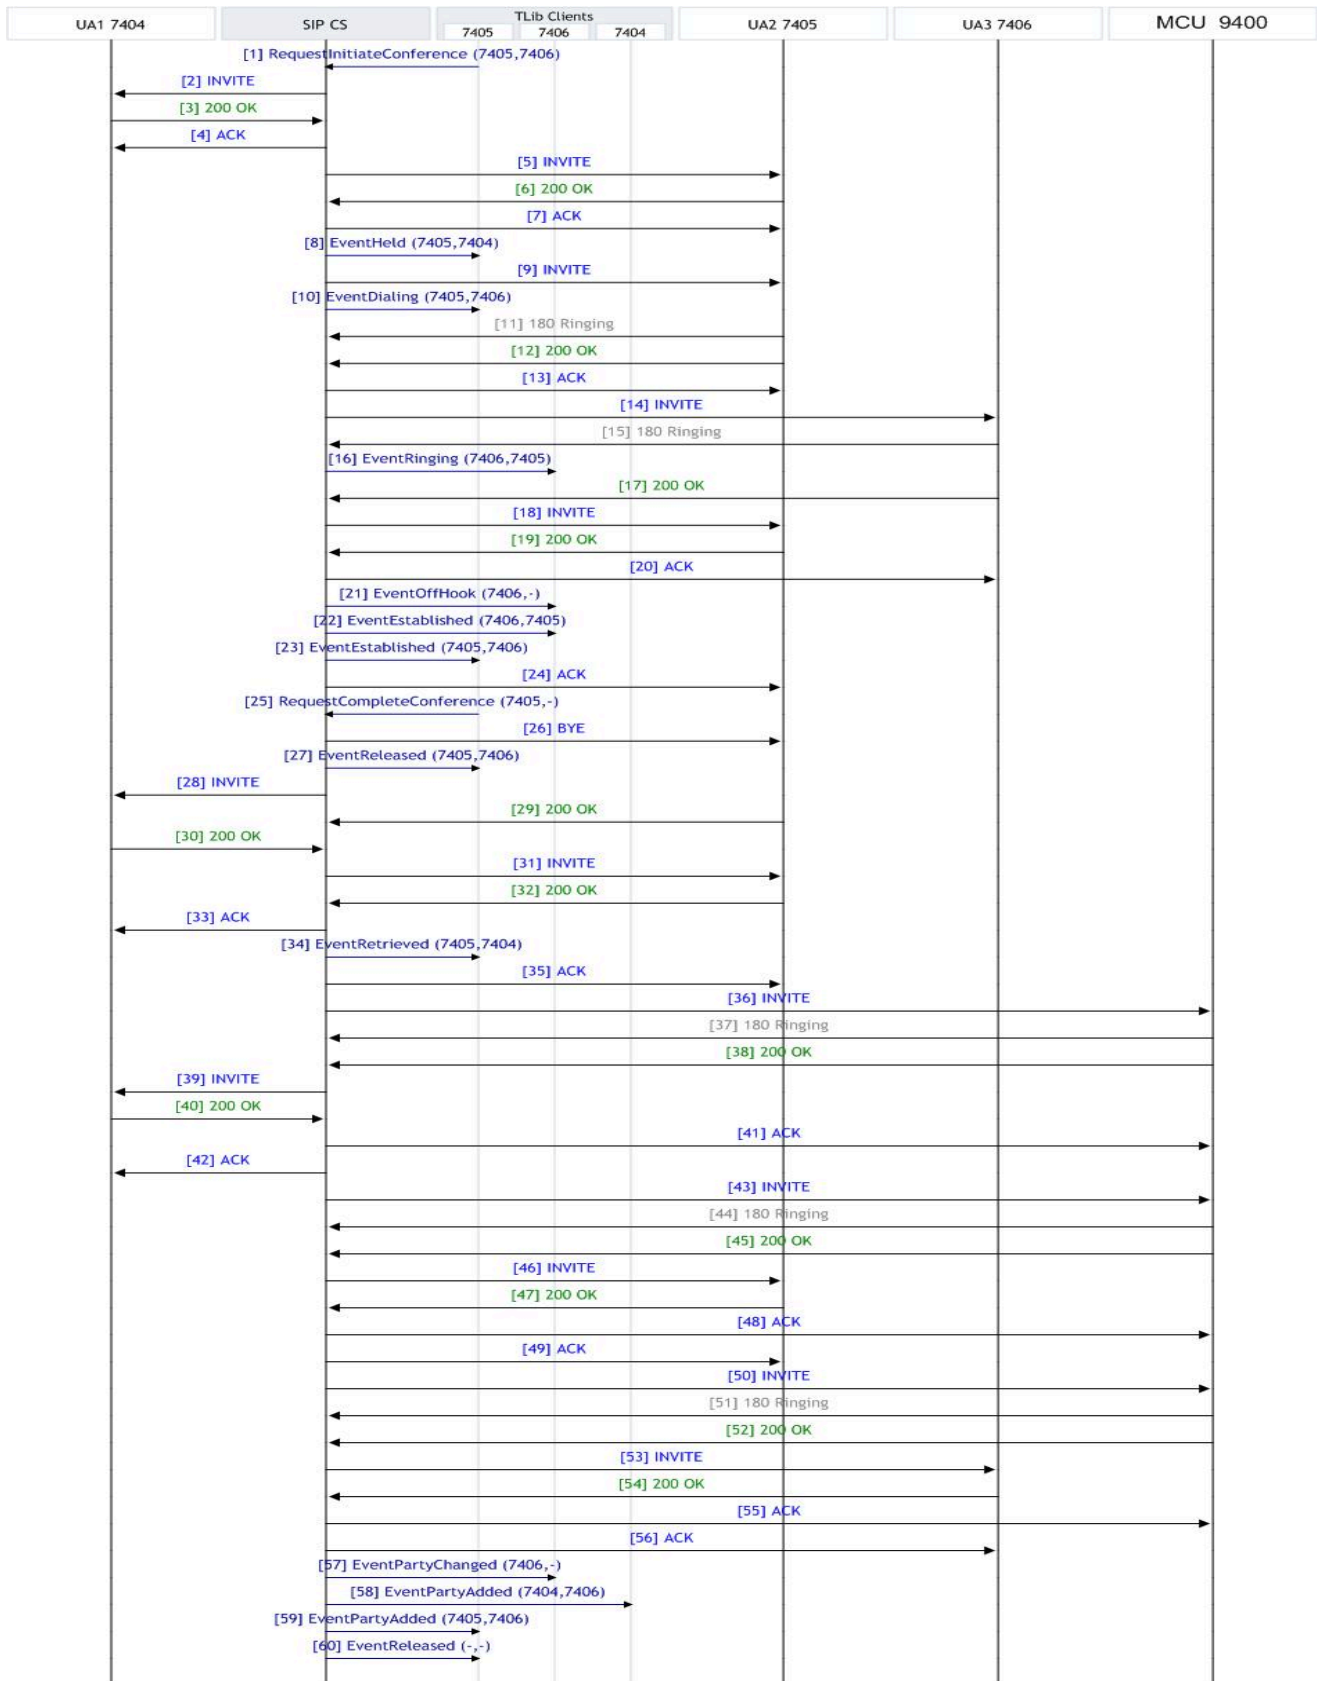 UA1 7404
SIP CS
TLib Clients
7405
7406
7404
UA2 7405
UA3 7406
MCU 9400
[1] RequestInitiateConference (7405,7406)
[2] INVITE
[3] 200 OK
[4] ACK
[5] INVITE
[6] 200 OK
[7] ACK
[8] EventHeld (7405,7404)
[9] INVITE
[10] EventDialing (7405,7406)
[11] 180 Ringing
[12] 200 OK
[13] ACK
[14] INVITE
[15] 180 Ringing
[16] EventRinging (7406,7405)
[17] 200 OK
[18] INVITE
[19] 200 OK
[20] ACK
[21] EventOffHook (7406,-)
[22] EventEstablished (7406,7405)
[23] EventEstablished (7405,7406)
[24] ACK
[25] RequestCompleteConference (7405,-)
[26] BYE
[27] EventReleased (7405,7406)
[28] INVITE
[29] 200 OK
[30] 200 OK
[31] INVITE
[32] 200 OK
[33] ACK
[34] EventRetrieved (7405,7404)
[35] ACK
[36] INVITE
[37] 180 Ringing
[38] 200 OK
[39] INVITE
[40] 200 OK
[41] ACK
[42] ACK
[43] INVITE
[44] 180 Ringing
[45] 200 OK
[46] INVITE
[47] 200 OK
[48] ACK
[49] ACK
[50] INVITE
[51] 180 Ringing
[52] 200 OK
[53] INVITE
[54] 200 OK
[55] ACK
[56] ACK
[57] EventPartyChanged (7406,-)
[58] EventPartyAdded (7404,7406)
[59] EventPartyAdded (7405,7406)
[60] EventReleased (-,-)